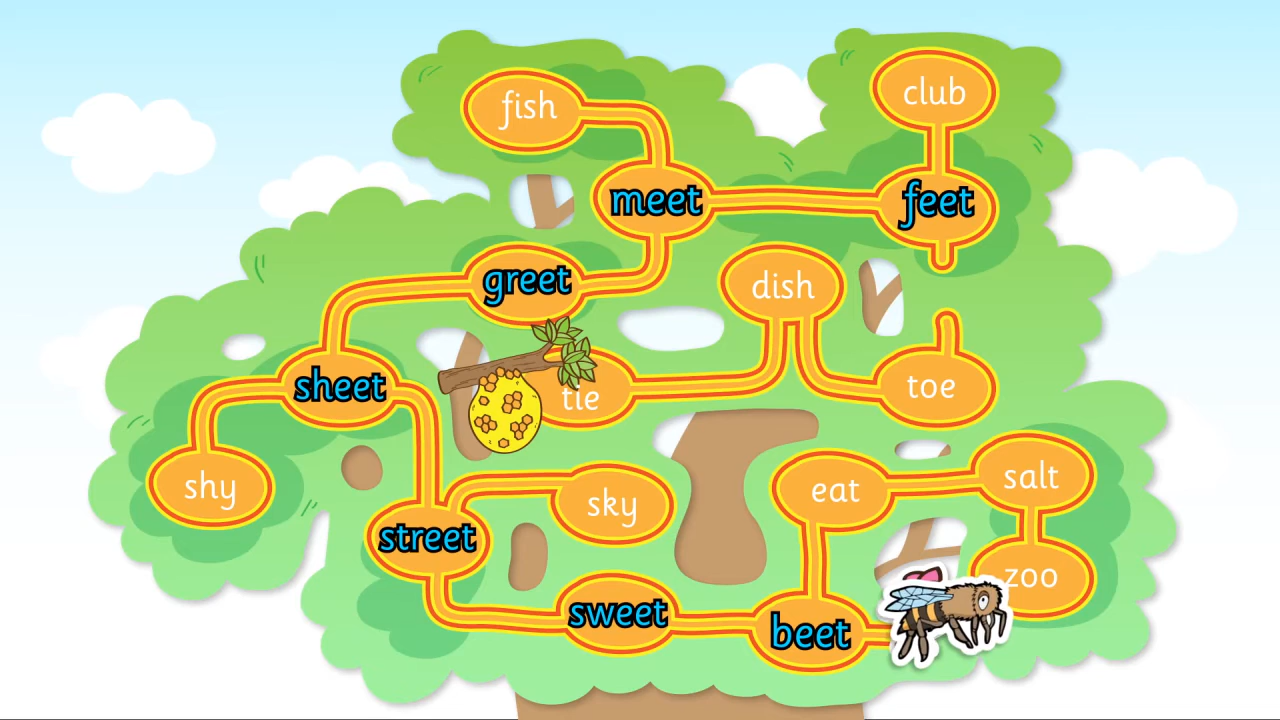 club
fish
meet
feet
greet
dish
sheet
tie
toe
shy
sky
eat
salt
street
zoo
sweet
beet